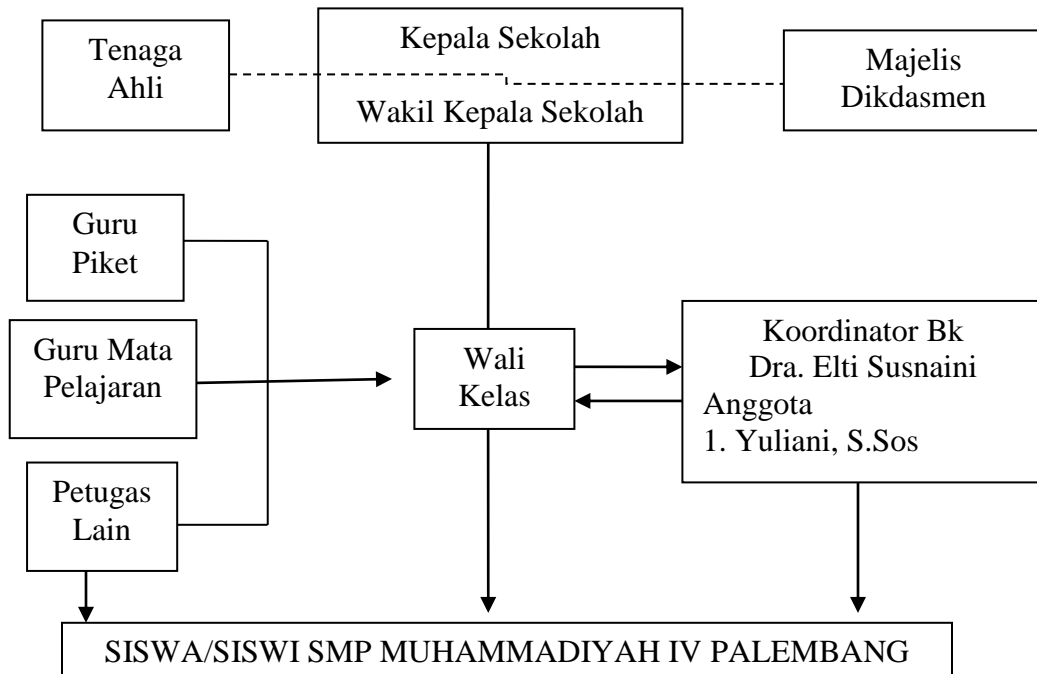 Tenaga
Ahli
Kepala Sekolah
Wakil Kepala Sekolah
Majelis
Dikdasmen
Guru
Piket
Guru Mata
Pelajaran
Petugas
Lain
Wali
Kelas
Koordinator Bk
Dra. Elti Susnaini
Anggota
1. Yuliani, S.Sos
SISWA/SISWI SMP MUHAMMADIYAH IV PALEMBANG